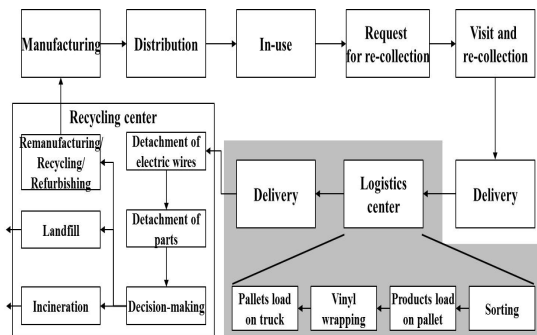 Manufacturing
Distribution
In-use
Request
for re-collection
Visit and
re-collection
Recycling center
Remanufacturing/
Recycling/
Refurbishing
Detachment of
electric wires
Delivery
Logistics
center
Delivery
Landfill
Detachment of
parts
Incineration
Decision-making
Pallets load
on truck
Vinyl
wrapping
Products load
on pallet
Sorting